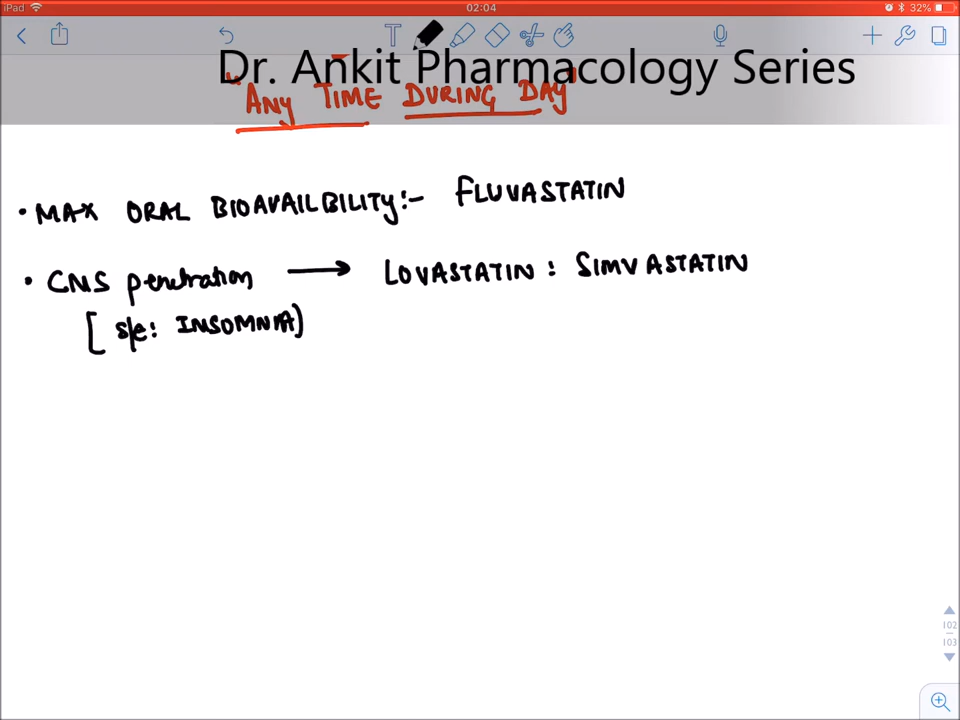 iPad 02:04 32%
Dr. Ankit Pharmacology Series
"ANY TIME DURING DAY"
• MAX ORAL BIOAVAILBILITY:- FLUVASTATIN
• CNS penetration → LOVASTATIN : SIMVASTATIN
[s/e: INSOMNIA)
102
103